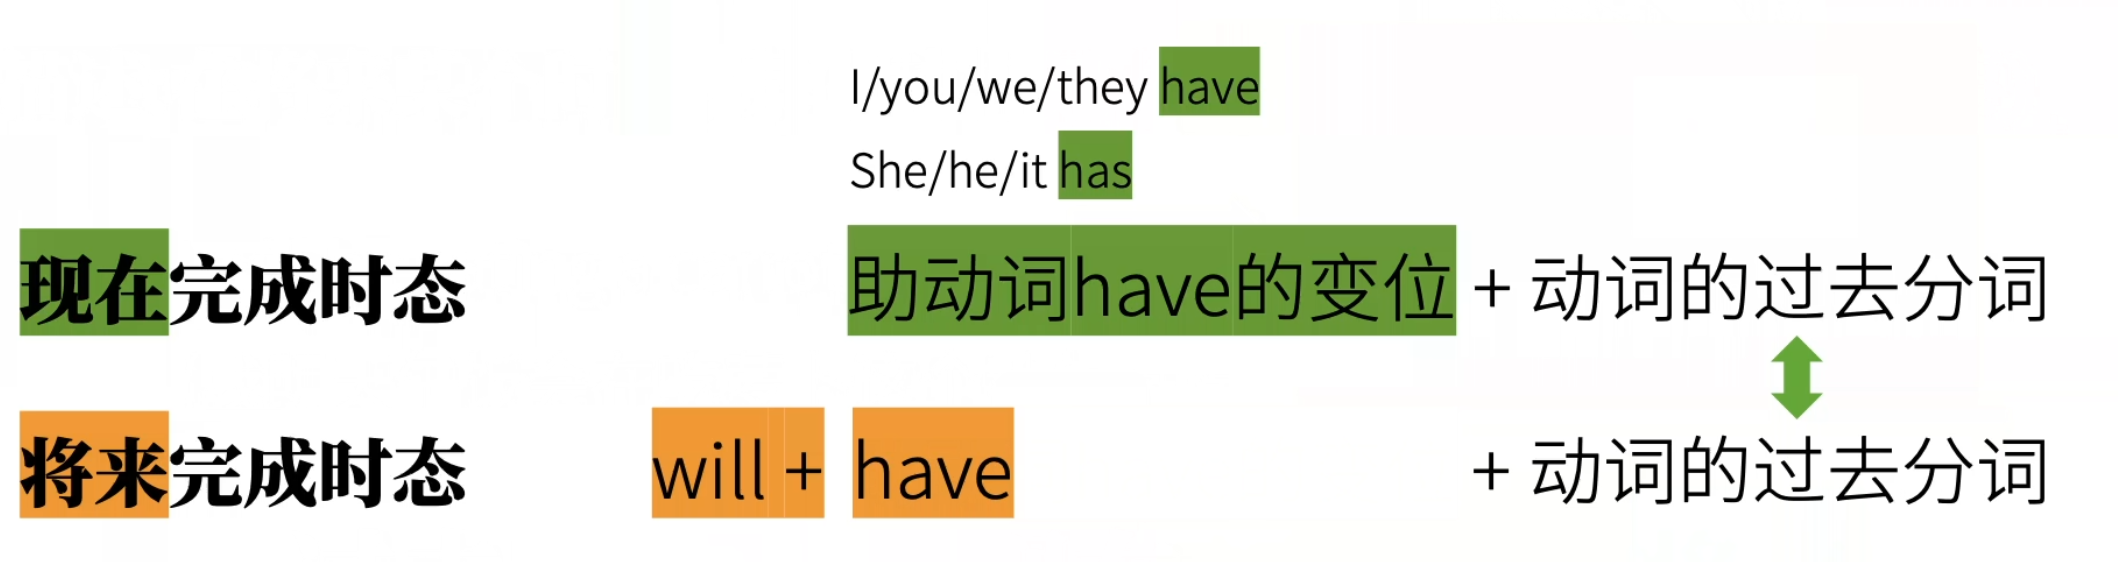 I/you/we/they have
She/he/it has
现在完成时态 助动词have的变位 + 动词的过去分词
将来完成时态 will + have + 动词的过去分词